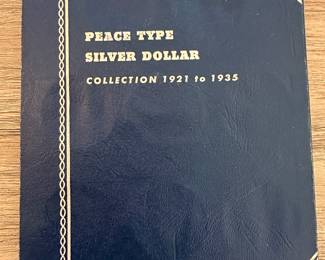 PEACE TYPE
SILVER DOLLAR
COLLECTION 1921 to 1935